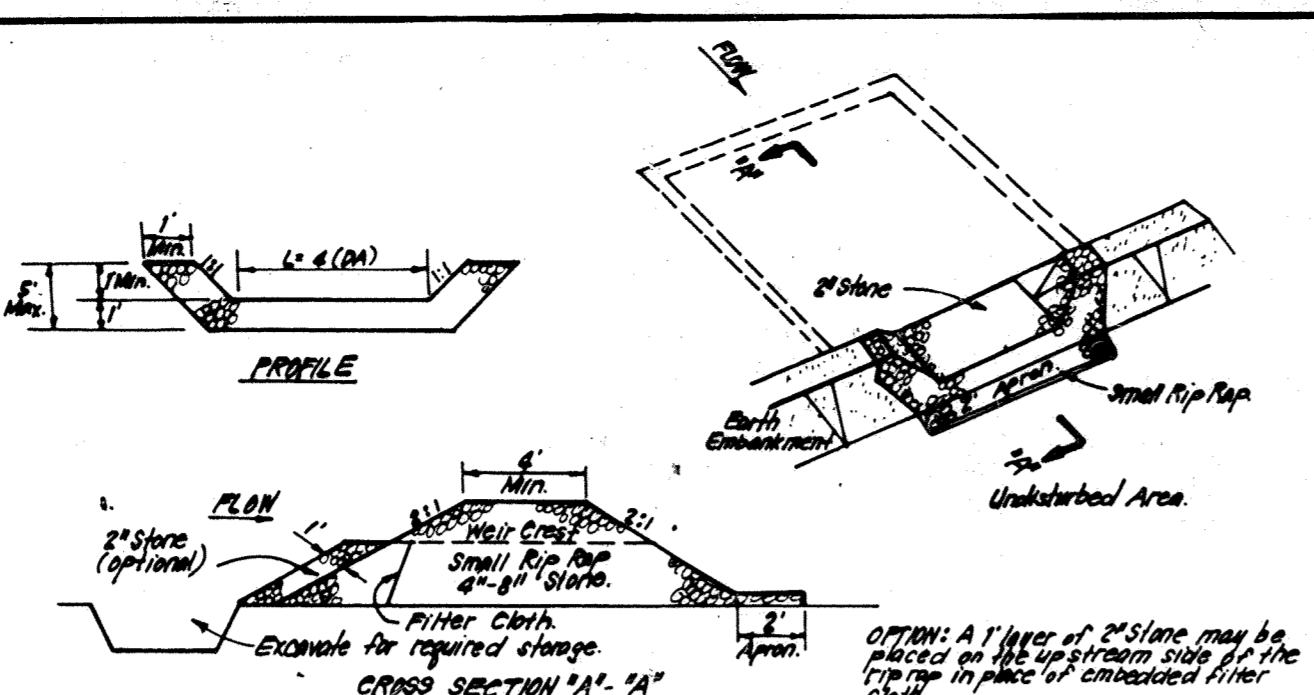 FLOW
"A"
1'
Min.
1:1
L= 4 (DA)
1:1
5'
Max.
1' Min.
1'
PROFILE
2" Stone
Apron.
2'
Small Rip Rap.
Earth
Embankment
"A"
Undisturbed Area.
FLOW
4'
Min.
2:1
2:1
1'
2" Stone
(optional)
Weir Crest
Small Rip Rap
4"-8" Stone.
Filter Cloth.
Excavate for required storage.
2'
Apron.
CROSS SECTION "A"-"A"
OPTION: A 1' layer of 2" Stone may be
placed on the upstream side of the
riprap in place of embedded filter
cloth